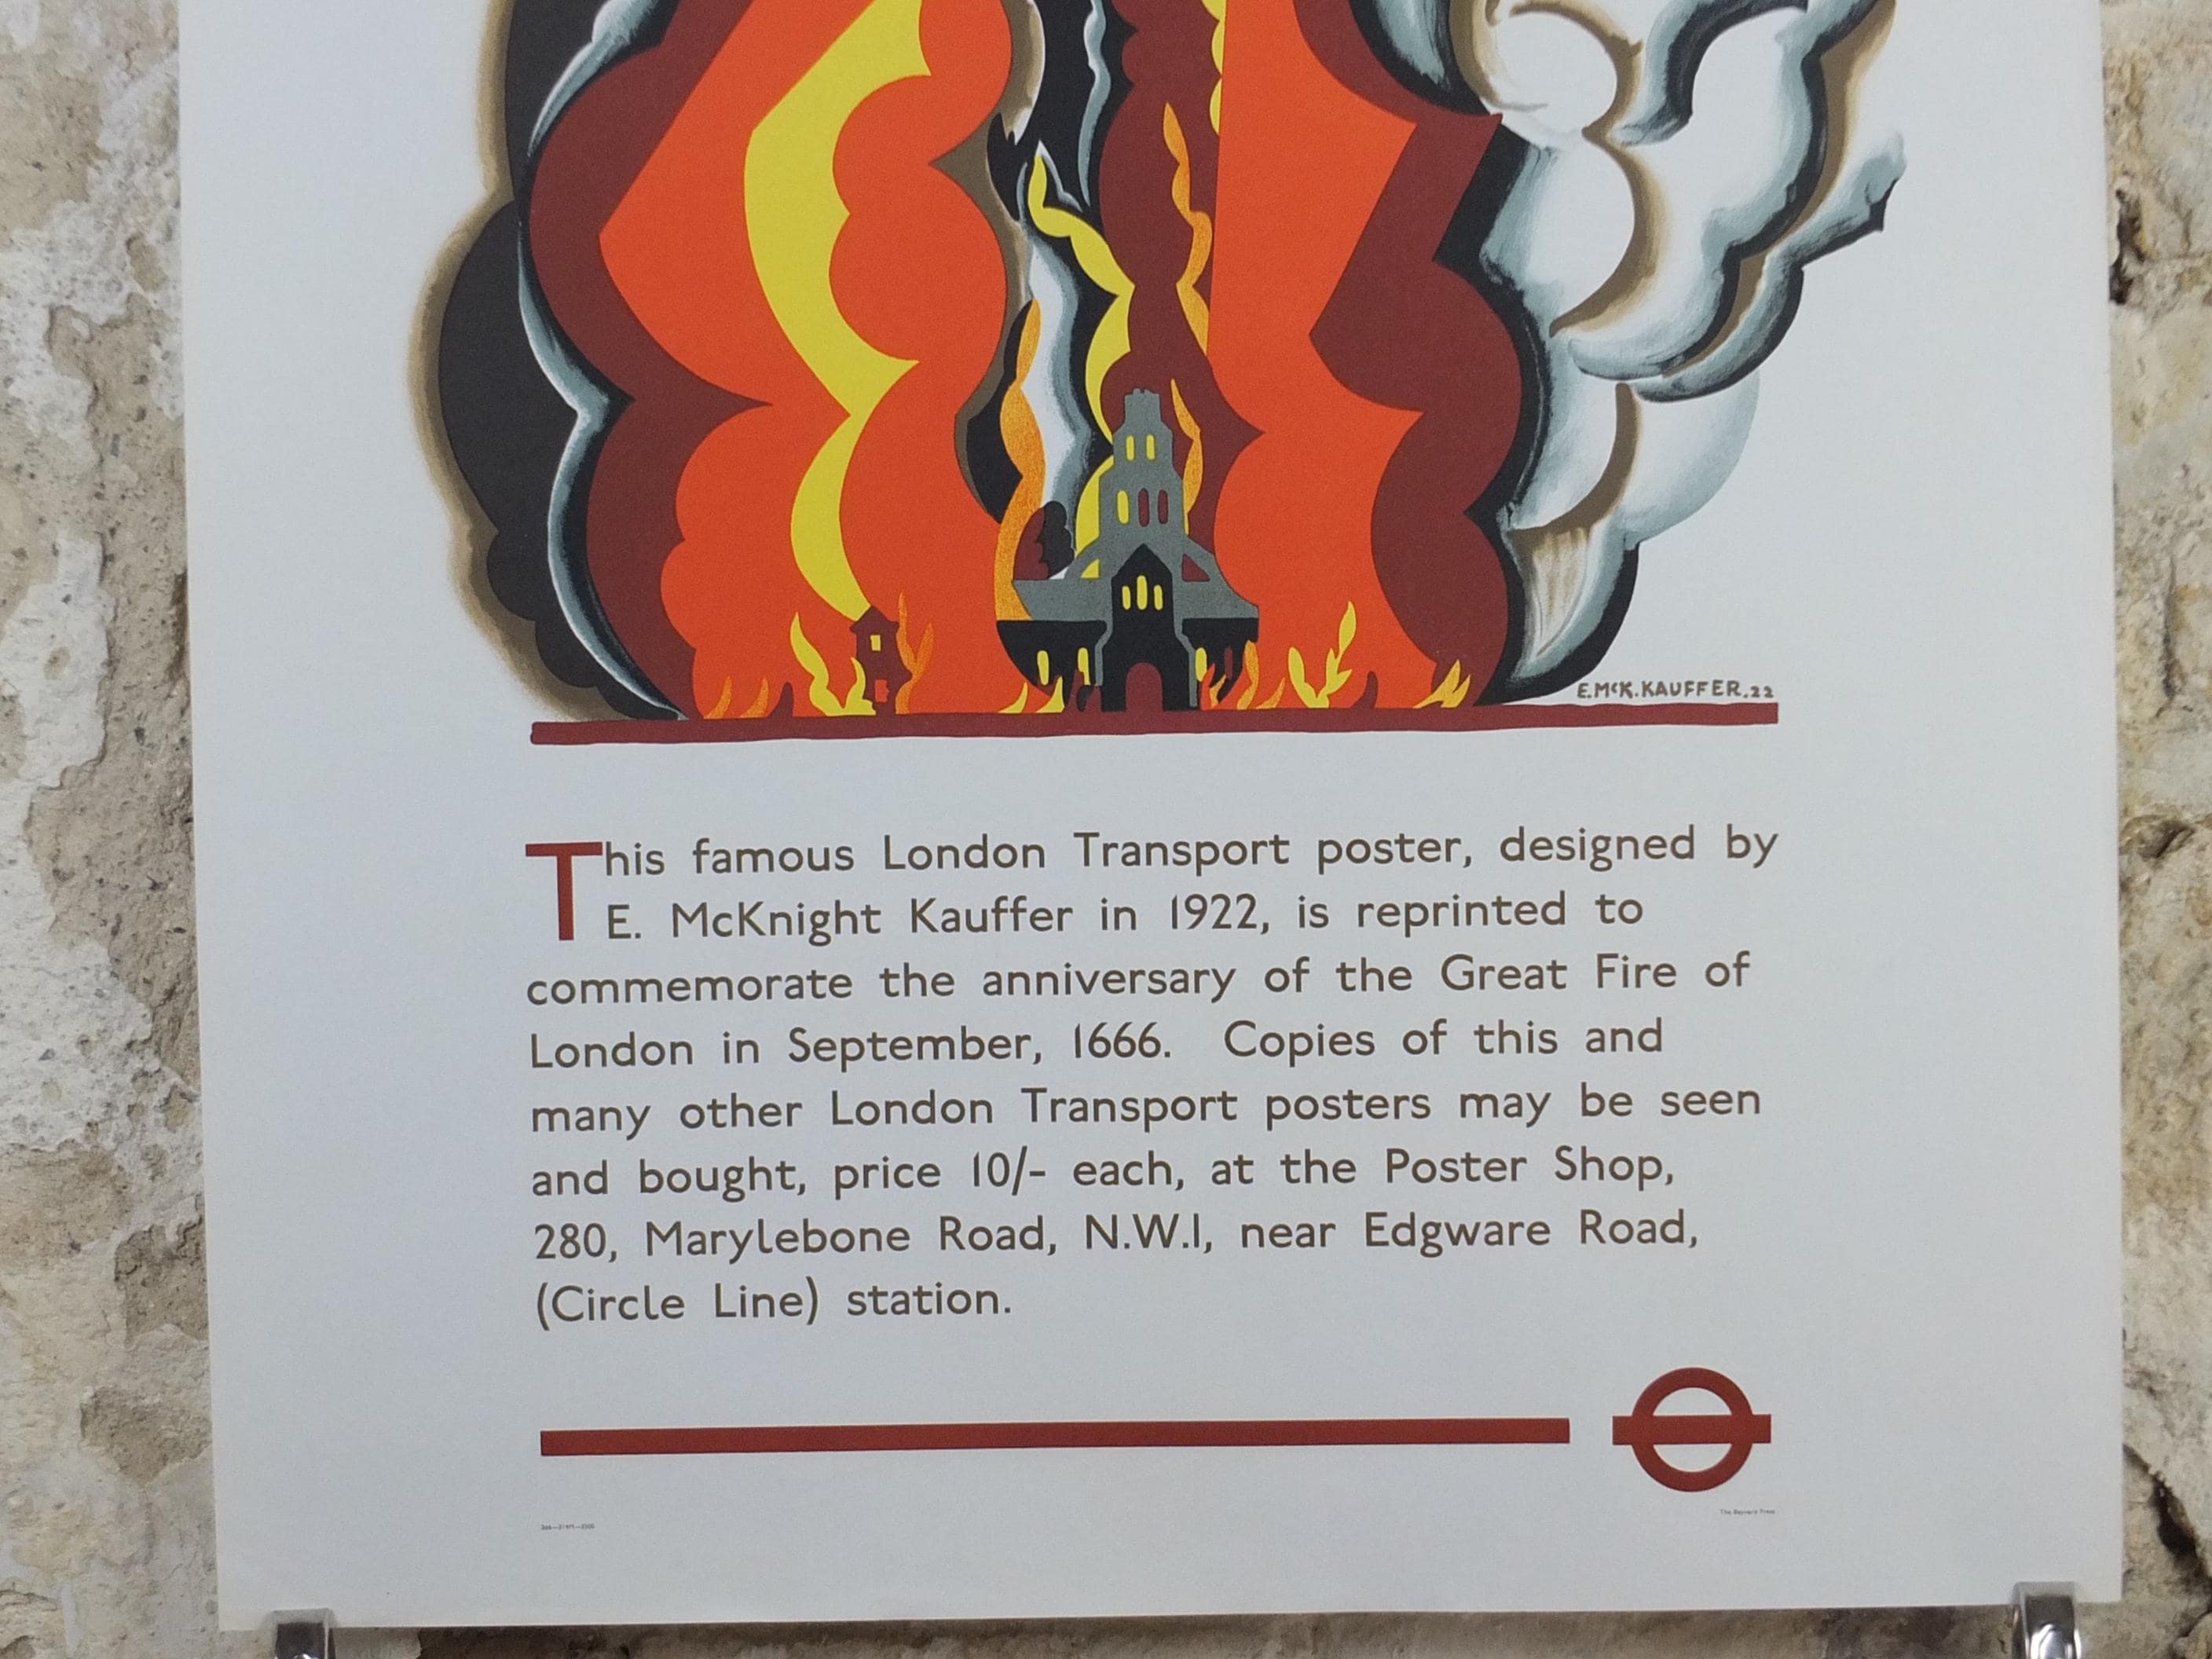 E.McK.KAUFFER.22
This famous London Transport poster, designed by
E. McKnight Kauffer in 1922, is reprinted to
commemorate the anniversary of the Great Fire of
London in September, 1666. Copies of this and
many other London Transport posters may be seen
and bought, price 10/- each, at the Poster Shop,
280, Marylebone Road, N.W.1, near Edgware Road,
(Circle Line) station.
The Baynard Press